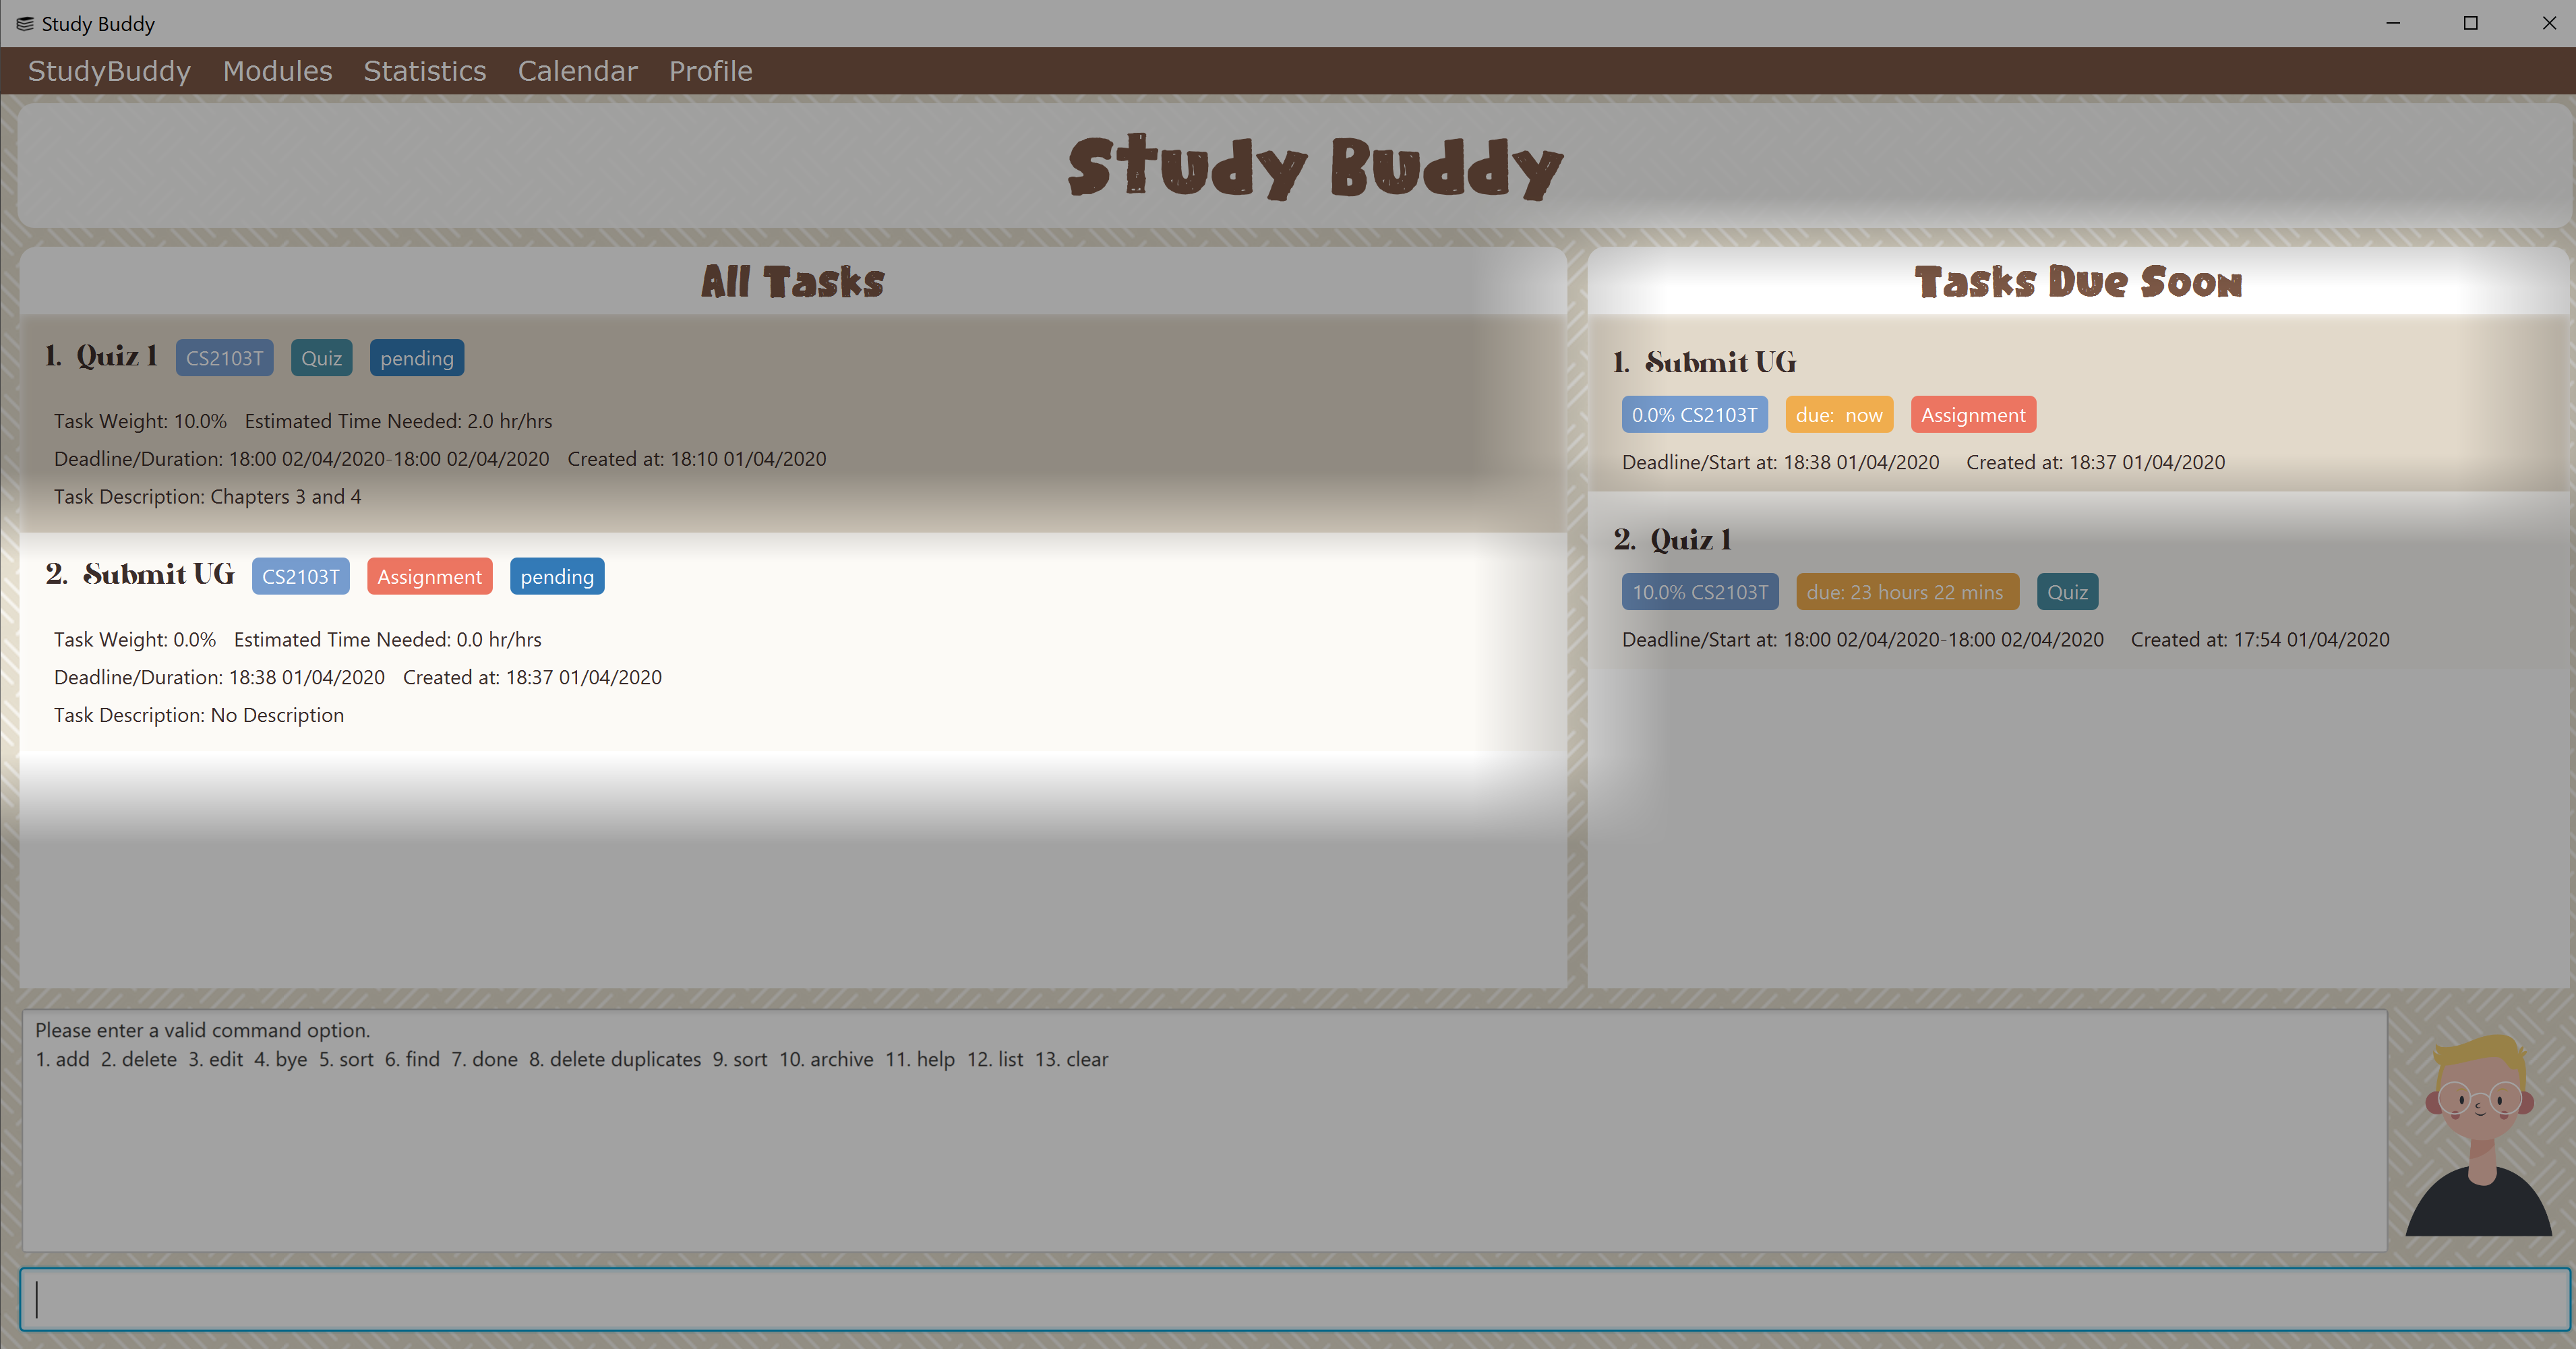 Study Buddy
StudyBuddy Modules Statistics Calendar Profile
Study Buddy
All Tasks
1. Quiz 1 CS2103T Quiz pending
Task Weight: 10.0% Estimated Time Needed: 2.0 hr/hrs
Deadline/Duration: 18:00 02/04/2020-18:00 02/04/2020 Created at: 18:10 01/04/2020
Task Description: Chapters 3 and 4
2. Submit UG CS2103T Assignment pending
Task Weight: 0.0% Estimated Time Needed: 0.0 hr/hrs
Deadline/Duration: 18:38 01/04/2020 Created at: 18:37 01/04/2020
Task Description: No Description
Tasks Due Soon
1. Submit UG
0.0% CS2103T due: now Assignment
Deadline/Start at: 18:38 01/04/2020 Created at: 18:37 01/04/2020
2. Quiz 1
10.0% CS2103T due: 23 hours 22 mins Quiz
Deadline/Start at: 18:00 02/04/2020-18:00 02/04/2020 Created at: 17:54 01/04/2020
Please enter a valid command option.
1. add 2. delete 3. edit 4. bye 5. sort 6. find 7. done 8. delete duplicates 9. sort 10. archive 11. help 12. list 13. clear